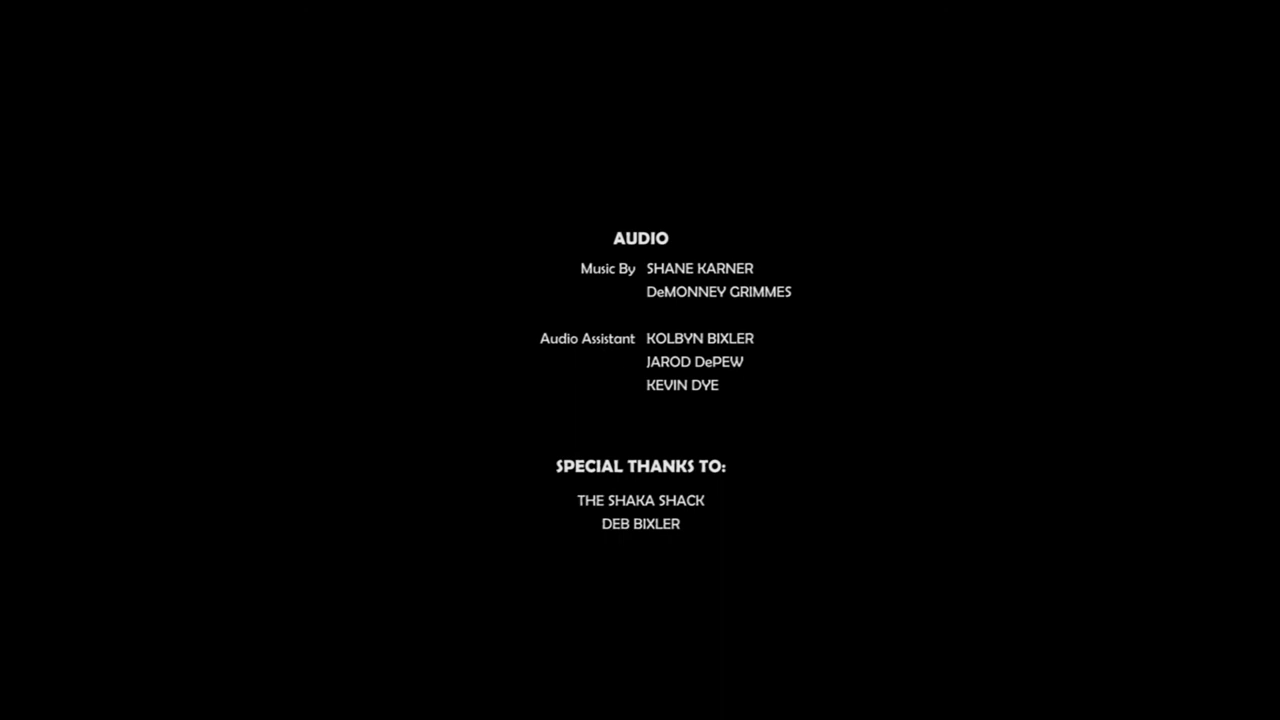 AUDIO
Music By SHANE KARNER
DeMONNEY GRIMMES
Audio Assistant KOLBYN BIXLER
JAROD DePEW
KEVIN DYE
SPECIAL THANKS TO:
THE SHAKA SHACK
DEB BIXLER